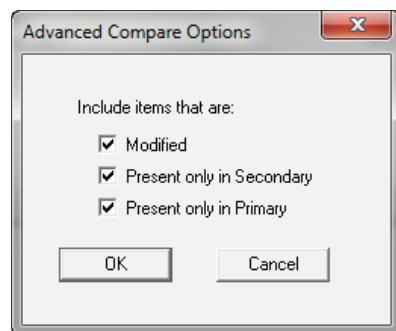 Advanced Compare Options
Include items that are:
Modified
Present only in Secondary
Present only in Primary
OK Cancel